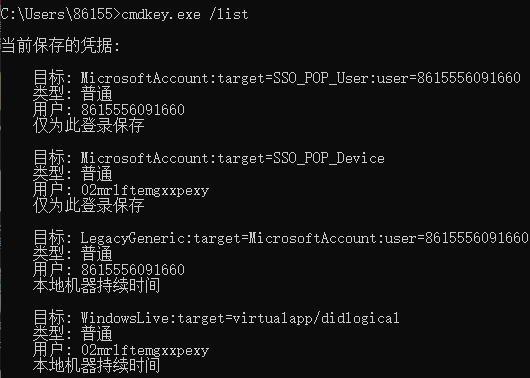 C:\Users\86155>cmdkey.exe /list
当前保存的凭据:
目标: MicrosoftAccount:target=SSO_POP_User:user=8615556091660
类型: 普通
用户: 8615556091660
仅为此登录保存
目标: MicrosoftAccount:target=SSO_POP_Device
类型: 普通
用户: 02mrlftemgxxpexy
仅为此登录保存
目标: LegacyGeneric:target=MicrosoftAccount:user=8615556091660
类型: 普通
用户: 8615556091660
本地机器持续时间
目标: WindowsLive:target=virtualapp/didlogical
类型: 普通
用户: 02mrlftemgxxpexy
本地机器持续时间